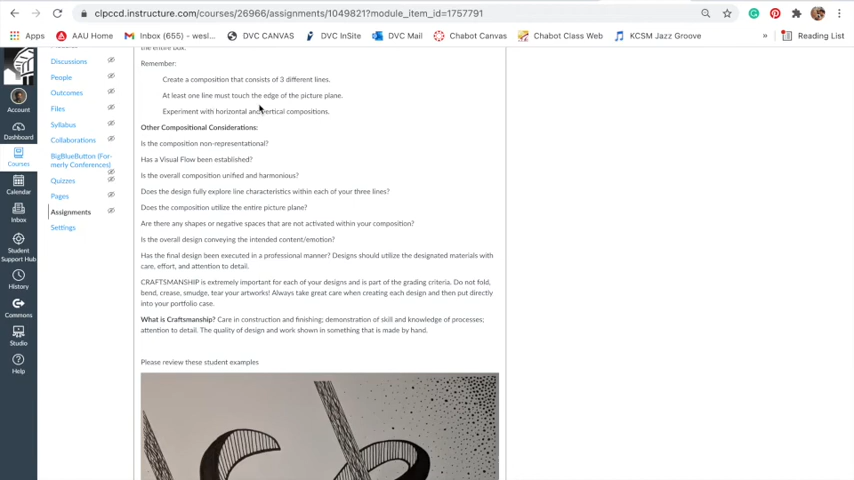 clpccd.instructure.com/courses/26966/assignments/1049821?module_item_id=1757791
Apps
AAU Home
Inbox (655) - wesl...
DVC CANVAS
DVC InSite
DVC Mail
Chabot Canvas
Chabot Class Web
KCSM Jazz Groove
»
Reading List
Account
Dashboard
Courses
Calendar
Inbox
Student
Support Hub
History
Commons
Studio
Help
Discussions
People
Outcomes
Files
Syllabus
Collaborations
BigBlueButton (For-
merly Conferences)
Quizzes
Pages
Assignments
Settings
the entire box.
Remember:
Create a composition that consists of 3 different lines.
At least one line must touch the edge of the picture plane.
Experiment with horizontal and vertical compositions.
Other Compositional Considerations:
Is the composition non-representational?
Has a Visual Flow been established?
Is the overall composition unified and harmonious?
Does the design fully explore line characteristics within each of your three lines?
Does the composition utilize the entire picture plane?
Are there any shapes or negative spaces that are not activated within your composition?
Is the overall design conveying the intended content/emotion?
Has the final design been executed in a professional manner? Designs should utilize the designated materials with
care, effort, and attention to detail.
CRAFTSMANSHIP is extremely important for each of your designs and is part of the grading criteria. Do not fold,
bend, crease, smudge, tear your artworks! Always take great care when creating each design and then put directly
into your portfolio case.
What is Craftsmanship? Care in construction and finishing; demonstration of skill and knowledge of processes;
attention to detail. The quality of design and work shown in something that is made by hand.
Please review these student examples